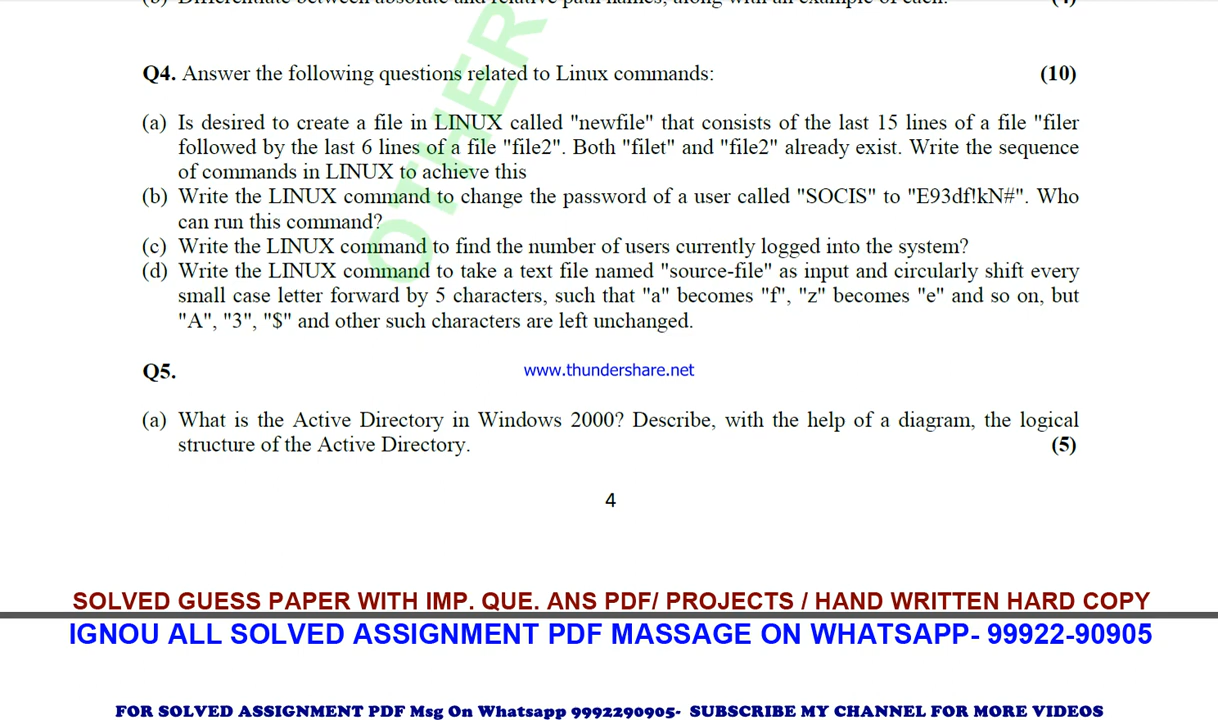 (b) Differentiate between absolute and relative path names, along with an example of each. (4)
Q4. Answer the following questions related to Linux commands: (10)
(a) Is desired to create a file in LINUX called "newfile" that consists of the last 15 lines of a file "filer
followed by the last 6 lines of a file "file2". Both "filet" and "file2" already exist. Write the sequence
of commands in LINUX to achieve this
(b) Write the LINUX command to change the password of a user called "SOCIS" to "E93df!kN#". Who
can run this command?
(c) Write the LINUX command to find the number of users currently logged into the system?
(d) Write the LINUX command to take a text file named "source-file" as input and circularly shift every
small case letter forward by 5 characters, such that "a" becomes "f", "z" becomes "e" and so on, but
"A", "3", "$" and other such characters are left unchanged.
OTHER
Q5.
www.thundershare.net
(a) What is the Active Directory in Windows 2000? Describe, with the help of a diagram, the logical
structure of the Active Directory. (5)
4
SOLVED GUESS PAPER WITH IMP. QUE. ANS PDF/ PROJECTS / HAND WRITTEN HARD COPY
IGNOU ALL SOLVED ASSIGNMENT PDF MASSAGE ON WHATSAPP- 99922-90905
FOR SOLVED ASSIGNMENT PDF Msg On Whatsapp 9992290905- SUBSCRIBE MY CHANNEL FOR MORE VIDEOS